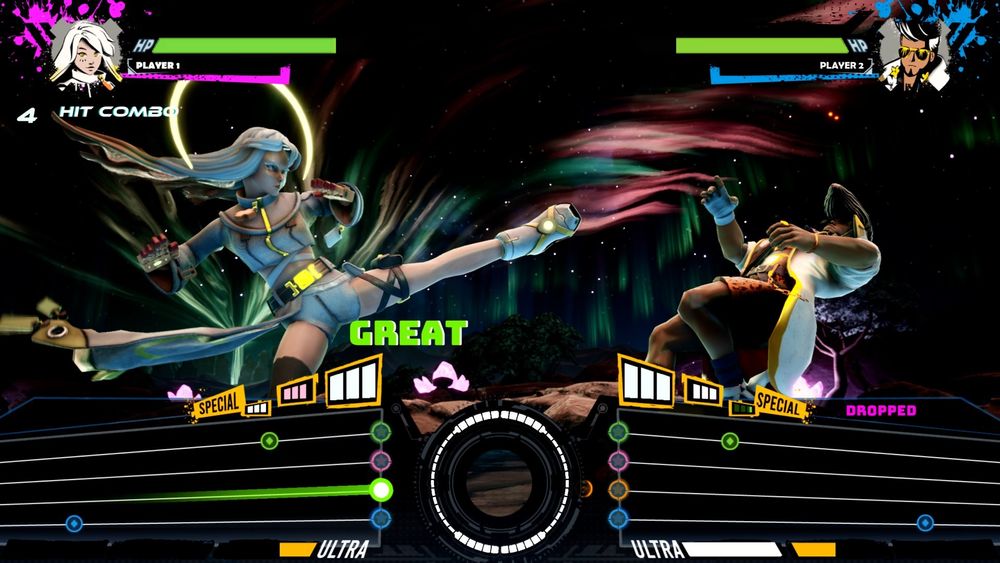 HP
PLAYER 1
HP
PLAYER 2
4 HIT COMBO
GREAT
SPECIAL
SPECIAL
DROPPED
ULTRA
ULTRA